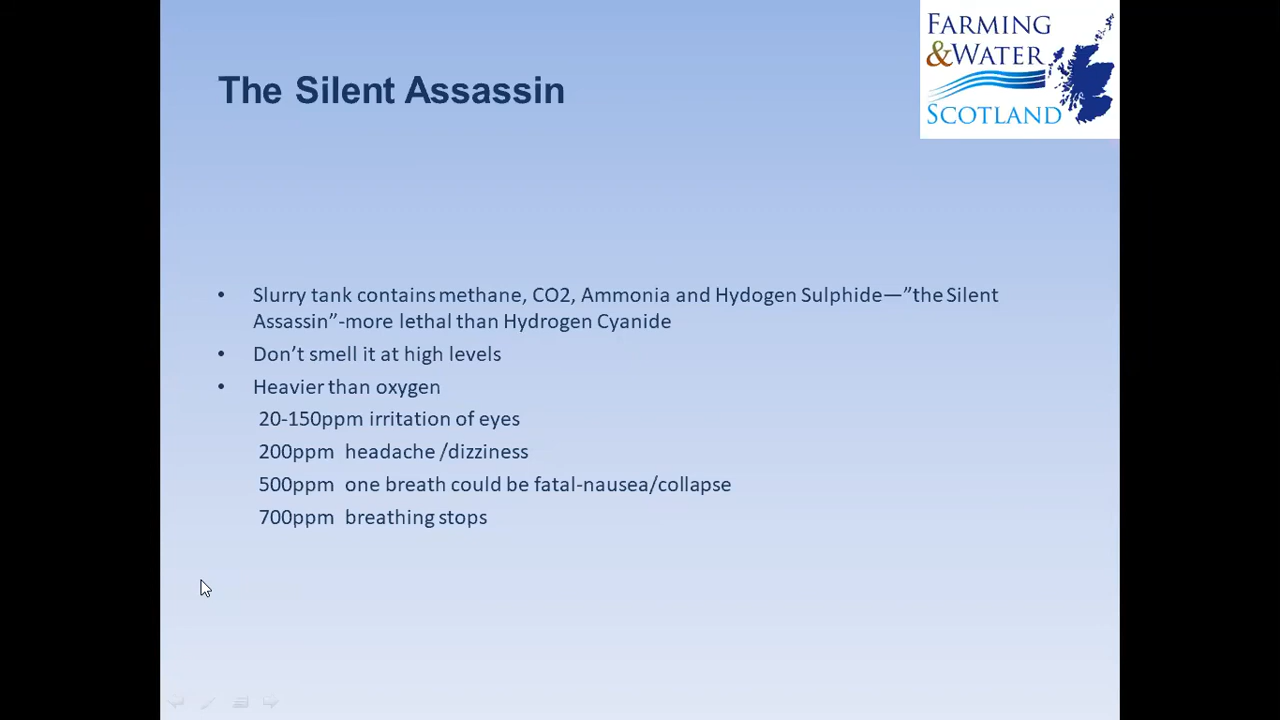 The Silent Assassin
FARMING
&WATER
SCOTLAND
• Slurry tank contains methane, CO2, Ammonia and Hydogen Sulphide—”the Silent
Assassin”-more lethal than Hydrogen Cyanide
• Don’t smell it at high levels
• Heavier than oxygen
20-150ppm irritation of eyes
200ppm headache /dizziness
500ppm one breath could be fatal-nausea/collapse
700ppm breathing stops